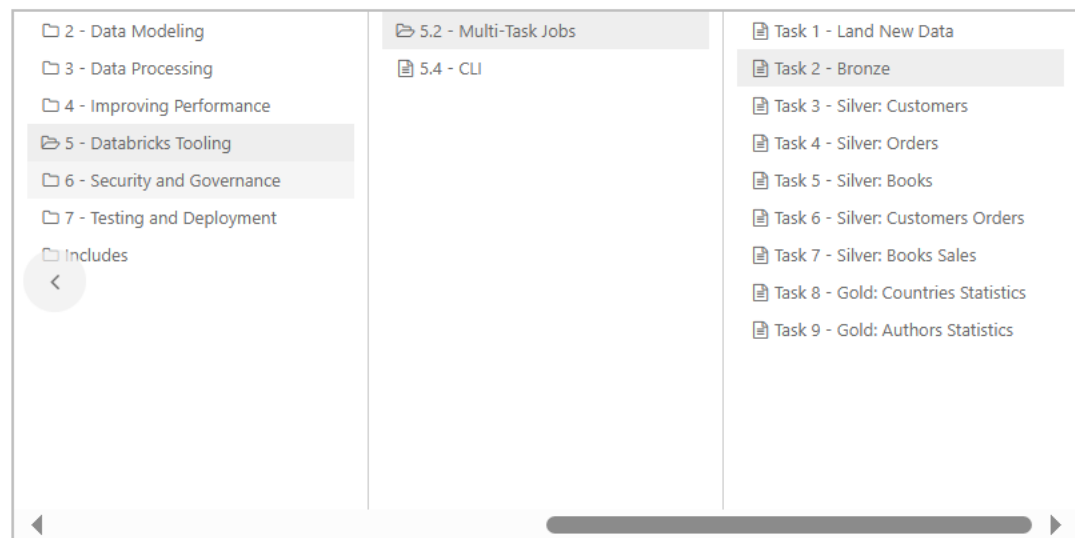 2 - Data Modeling
3 - Data Processing
4 - Improving Performance
5 - Databricks Tooling
6 - Security and Governance
7 - Testing and Deployment
Includes
5.2 - Multi-Task Jobs
5.4 - CLI
Task 1 - Land New Data
Task 2 - Bronze
Task 3 - Silver: Customers
Task 4 - Silver: Orders
Task 5 - Silver: Books
Task 6 - Silver: Customers Orders
Task 7 - Silver: Books Sales
Task 8 - Gold: Countries Statistics
Task 9 - Gold: Authors Statistics